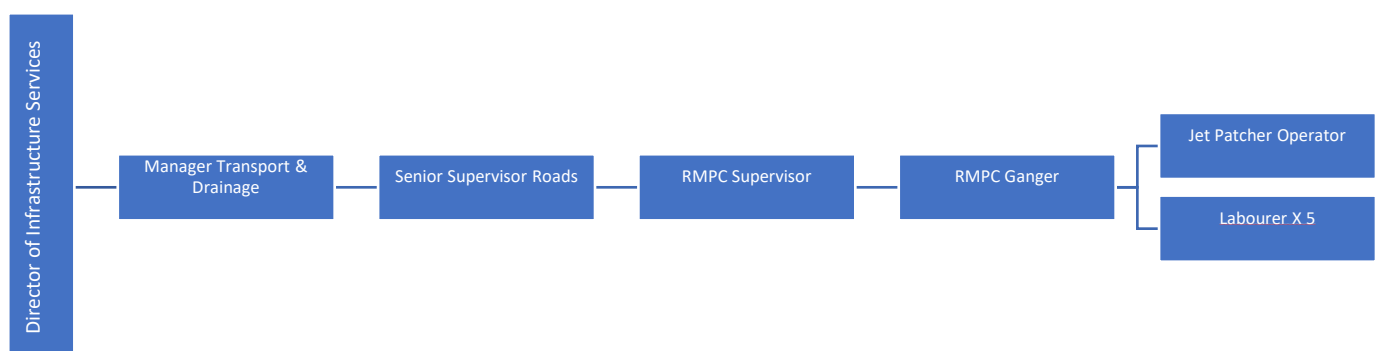 Director of Infrastructure Services
Manager Transport &
Drainage
Senior Supervisor Roads
RMPC Supervisor
RMPC Ganger
Jet Patcher Operator
Labourer X 5